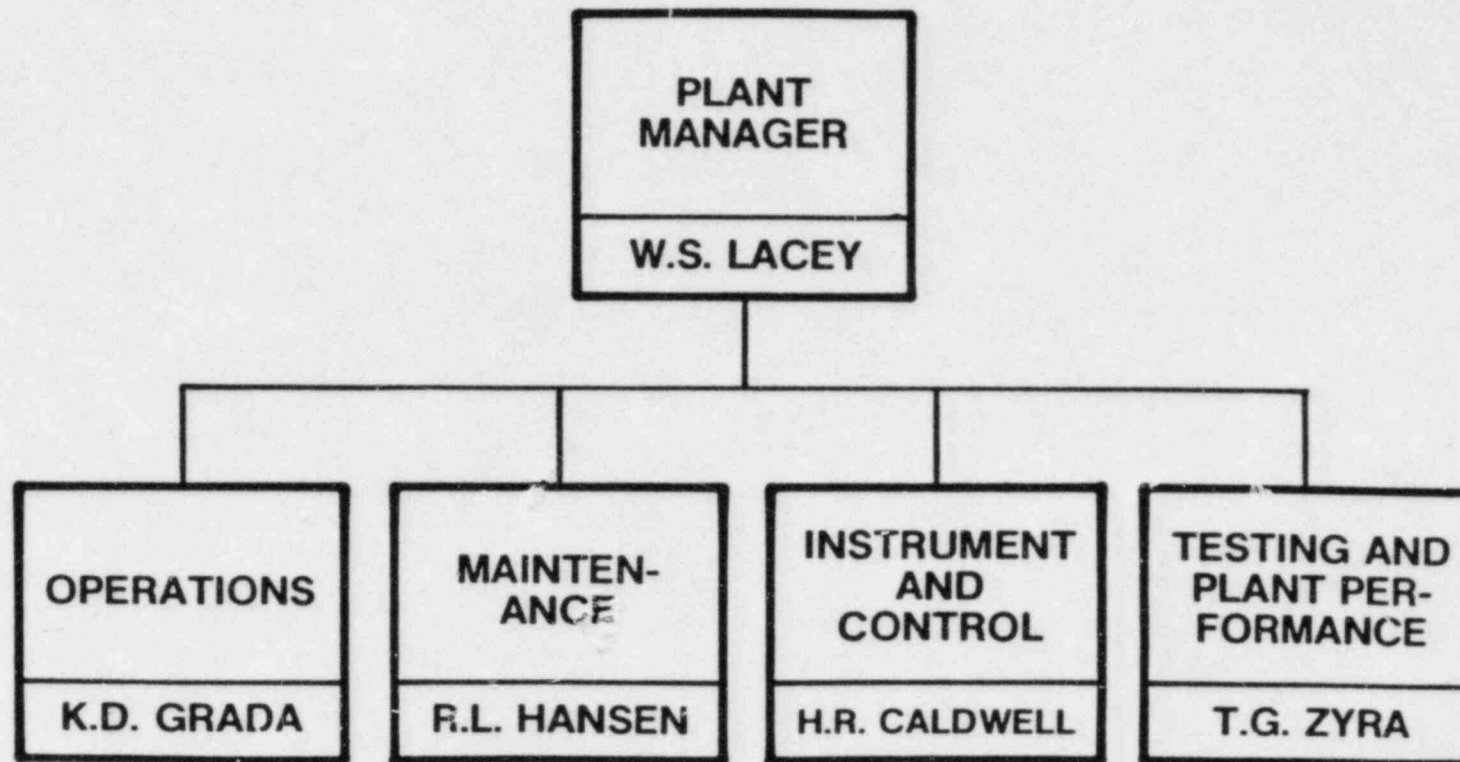 PLANT
MANAGER
W.S. LACEY
OPERATIONS
K.D. GRADA
MAINTEN-
ANCE
R.L. HANSEN
INSTRUMENT
AND
CONTROL
H.R. CALDWELL
TESTING AND
PLANT PER-
FORMANCE
T.G. ZYRA